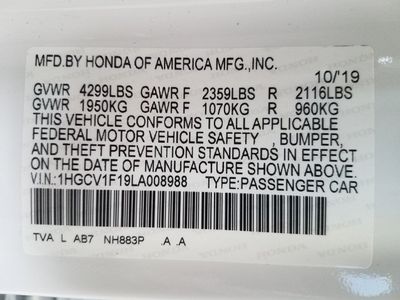 MFD.BY HONDA OF AMERICA MFG.,INC.
10/'19
GVWR 4299LBS GAWR F 2359LBS R 2116LBS
GVWR 1950KG GAWR F 1070KG R 960KG
THIS VEHICLE CONFORMS TO ALL APPLICABLE
FEDERAL MOTOR VEHICLE SAFETY , BUMPER,
AND THEFT PREVENTION STANDARDS IN EFFECT
ON THE DATE OF MANUFACTURE SHOWN ABOVE.
V.I.N.:1HGCV1F19LA008988 TYPE:PASSENGER CAR
TVA L AB7 NH883P .A .A